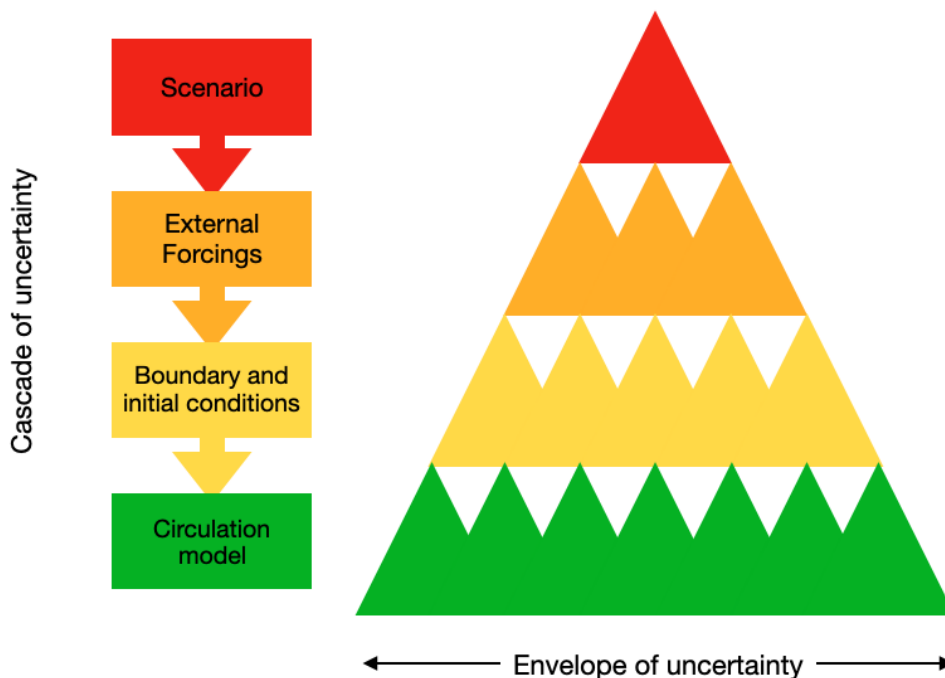 Cascade of uncertainty
Scenario
External
Forcings
Boundary and
initial conditions
Circulation
model
Envelope of uncertainty